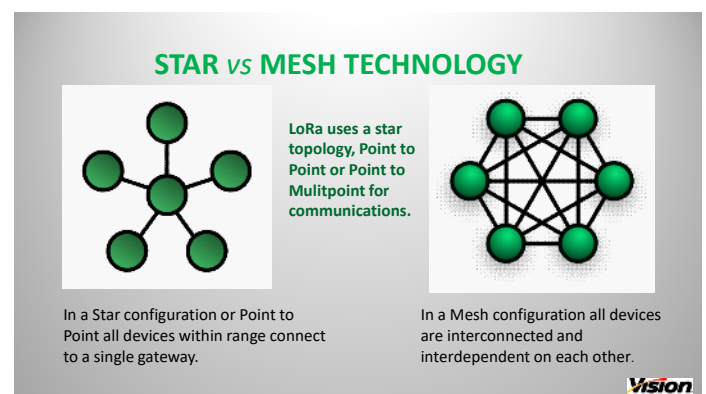 STAR vs MESH TECHNOLOGY
LoRa uses a star
topology, Point to
Point or Point to
Mulitpoint for
communications.
In a Star configuration or Point to
Point all devices within range connect
to a single gateway.
In a Mesh configuration all devices
are interconnected and
interdependent on each other.
Vision